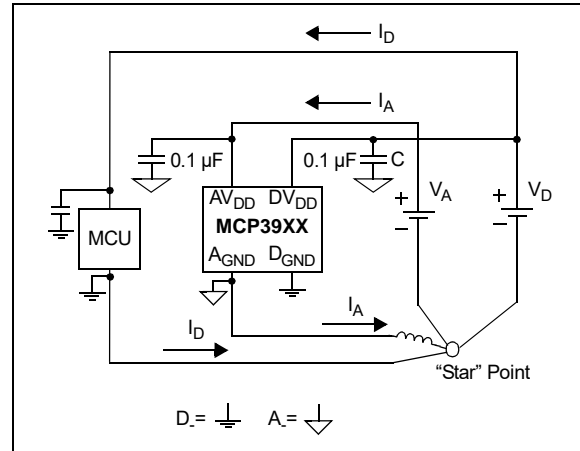 I_D
I_A
0.1 µF
0.1 µF
C
V_A
V_D
+
−
+
−
AV_DD DV_DD
MCP39XX
A_GND D_GND
MCU
I_A
I_D
"Star" Point
D_-=
A_-=